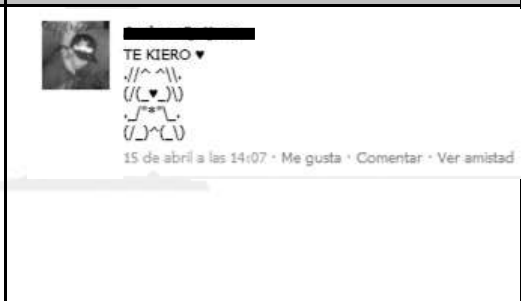 TE KIERO ♥
.//^ ^\\.
(/(_♥_)\)
._/"*"\_.
(/_)^(_\)
15 de abril a las 14:07 · Me gusta · Comentar · Ver amistad